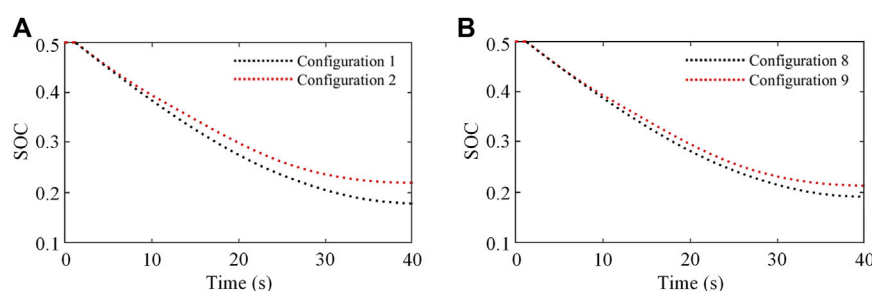 A
0.5
0.4
0.3
0.2
0.1
SOC
Configuration 1
Configuration 2
0
10
20
30
40
Time (s)
B
0.5
0.4
0.3
0.2
0.1
SOC
Configuration 8
Configuration 9
0
10
20
30
40
Time (s)